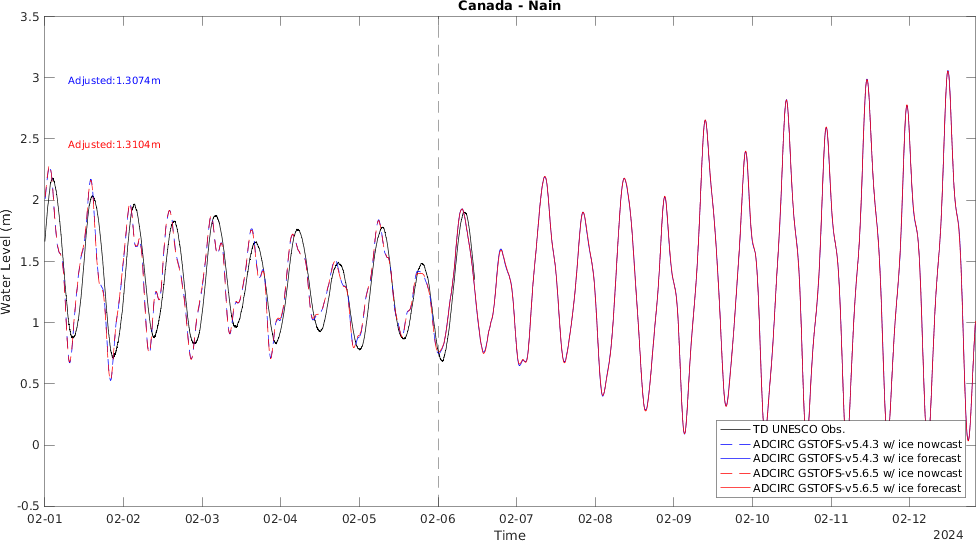 Canada - Nain
3.5
3
2.5
2
1.5
1
0.5
0
-0.5
Water Level (m)
Adjusted:1.3074m
Adjusted:1.3104m
TD UNESCO Obs.
ADCIRC GSTOFS-v5.4.3 w/ ice nowcast
ADCIRC GSTOFS-v5.4.3 w/ ice forecast
ADCIRC GSTOFS-v5.6.5 w/ ice nowcast
ADCIRC GSTOFS-v5.6.5 w/ ice forecast
02-01 02-02 02-03 02-04 02-05 02-06 02-07 02-08 02-09 02-10 02-11 02-12
Time
2024